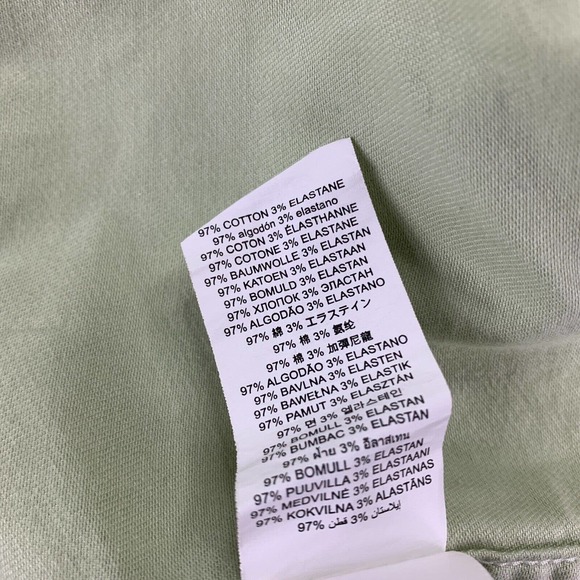 97% COTTON 3% ELASTANE
97% algodón 3% elastano
97% COTON 3% ÉLASTHANNE
97% COTONE 3% ELASTANE
97% BAUMWOLLE 3% ELASTAN
97% KATOEN 3% ELASTAAN
97% BOMULD 3% ELASTAN
97% ХЛОПОК 3% ЭЛАСТАН
97% ALGODÃO 3% ELASTANO
97% 綿 3% エラステイン
97% 棉 3% 氨纶
97% 棉 3% 加彈尼龍
97% ALGODÃO 3% ELASTANO
97% BAVLNA 3% ELASTEN
97% BAWEŁNA 3% ELASTIK
97% PAMUT 3% ELASZTÁN
97% 면 3% 엘라스테인
97% BOMULL 3% ELASTAN
97% BUMBAC 3% ELASTAN
97% ฝ้าย 3% อีลาสเทน
97% BOMULL 3% ELASTAN
97% PUUVILLA 3% ELASTAANI
97% MEDVILNĖ 3% ELASTANAS
97% KOKVILNA 3% ALASTĀNS
97% قطن 3% إيلاستان